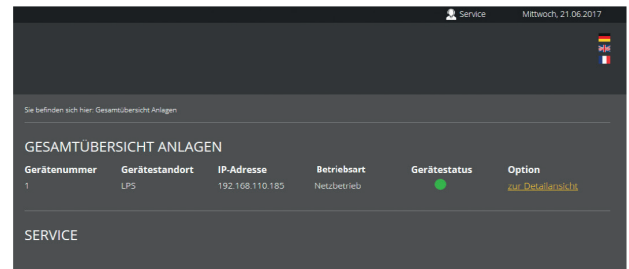 Service Mittwoch, 21.06.2017
Sie befinden sich hier: Gesamtübersicht Anlagen
GESAMTÜBERSICHT ANLAGEN
Gerätenummer Gerätestandort IP-Adresse Betriebsart Gerätestatus Option
1 LPS 192.168.110.185 Netzbetrieb zur Detailansicht
SERVICE